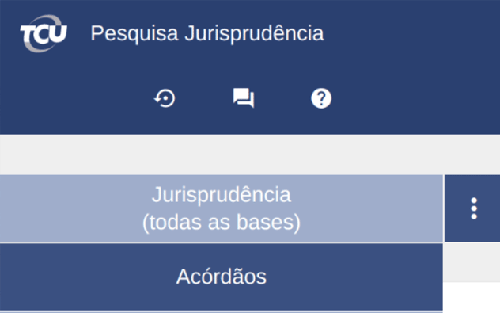 TCU Pesquisa Jurisprudência
?
Jurisprudência
(todas as bases)
Acórdãos